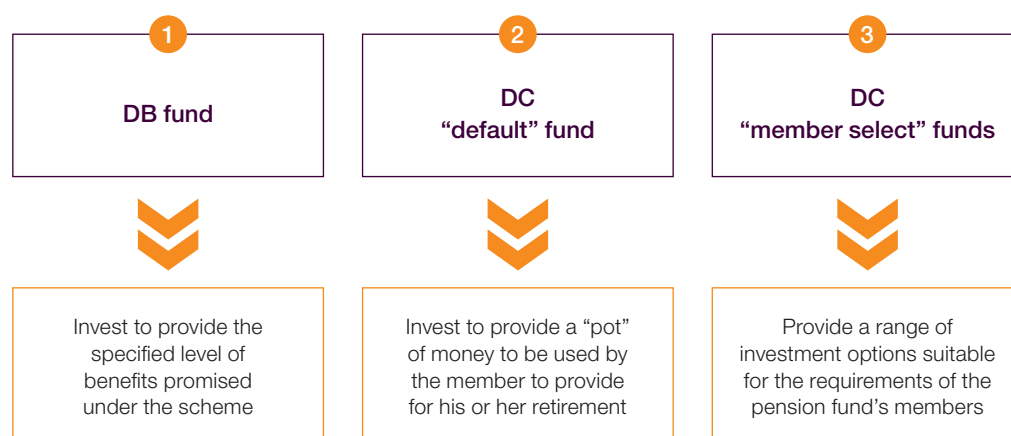 1
DB fund
Invest to provide the
specified level of
benefits promised
under the scheme
2
DC
“default” fund
Invest to provide a “pot”
of money to be used by
the member to provide
for his or her retirement
3
DC
“member select” funds
Provide a range of
investment options suitable
for the requirements of the
pension fund’s members